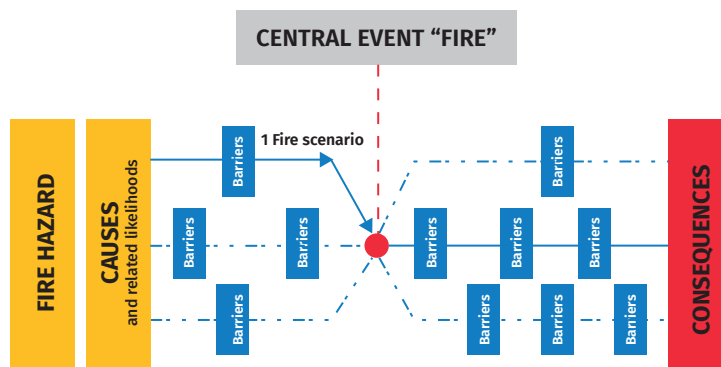 CENTRAL EVENT “FIRE”
FIRE HAZARD
CAUSES
and related likelihoods
Barriers
1 Fire scenario
Barriers
Barriers
Barriers
Barriers
Barriers
Barriers
Barriers
Barriers
Barriers
Barriers
CONSEQUENCES